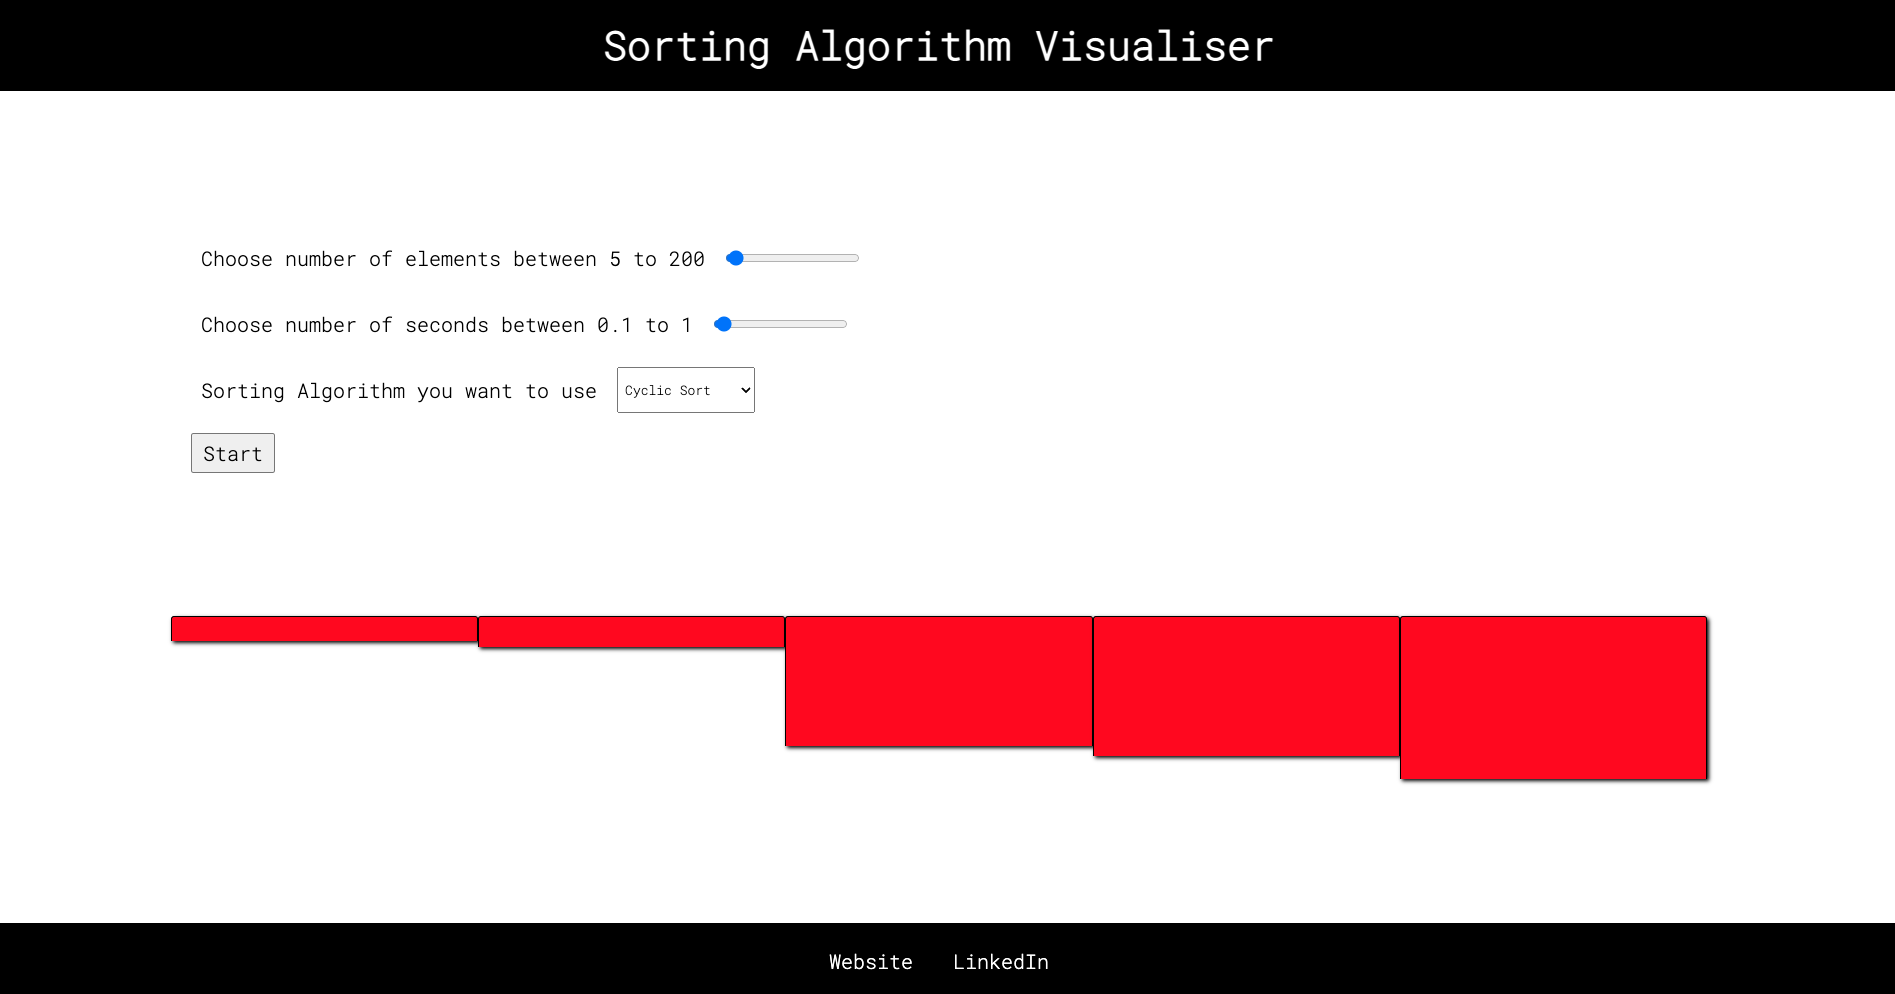 Sorting Algorithm Visualiser
Choose number of elements between 5 to 200
Choose number of seconds between 0.1 to 1
Sorting Algorithm you want to use Cyclic Sort
Start
Website LinkedIn